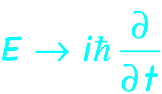 E → iħ ∂/∂t